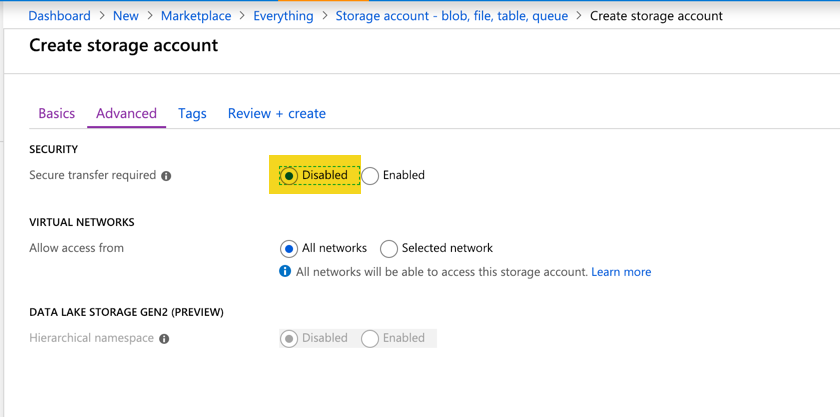 Dashboard > New > Marketplace > Everything > Storage account - blob, file, table, queue > Create storage account
Create storage account
Basics Advanced Tags Review + create
SECURITY
Secure transfer required Disabled Enabled
VIRTUAL NETWORKS
Allow access from All networks Selected network
All networks will be able to access this storage account. Learn more
DATA LAKE STORAGE GEN2 (PREVIEW)
Hierarchical namespace Disabled Enabled